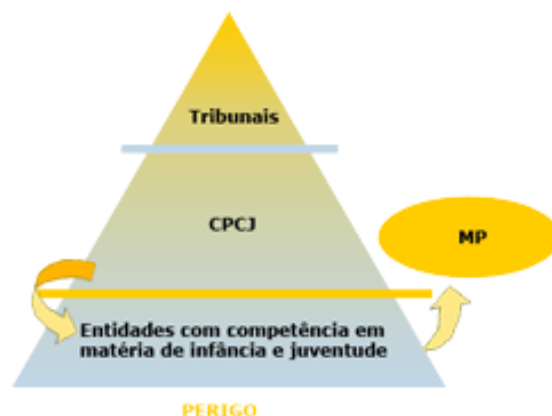 Tribunais
CPCJ
MP
Entidades com competência em
matéria de infância e juventude
PERIGO